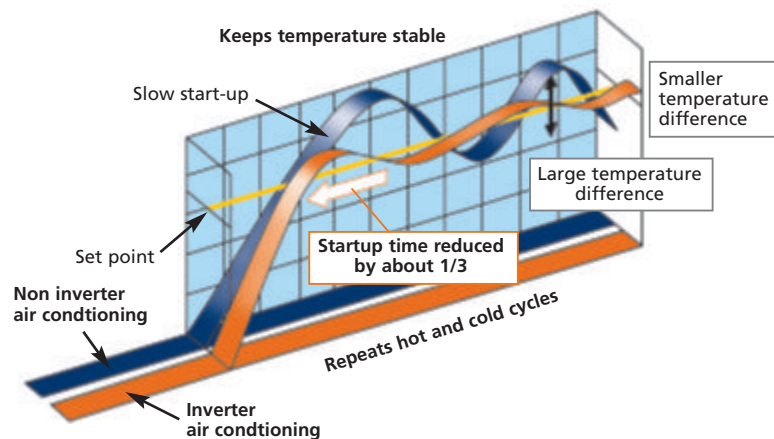 Keeps temperature stable
Slow start-up
Smaller
temperature
difference
Large temperature
difference
Startup time reduced
by about 1/3
Set point
Non inverter
air condtioning
Repeats hot and cold cycles
Inverter
air condtioning